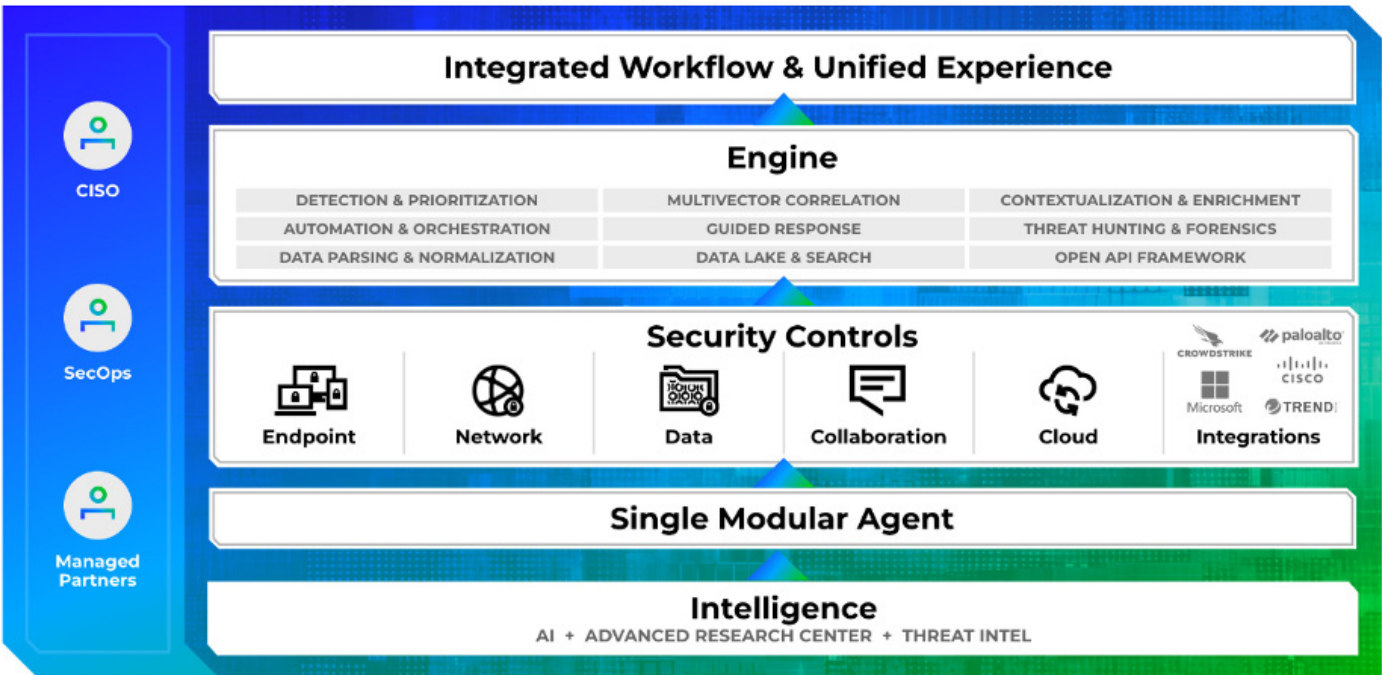 CISO
SecOps
Managed
Partners
Integrated Workflow & Unified Experience
Engine
DETECTION & PRIORITIZATION
MULTIVECTOR CORRELATION
CONTEXTUALIZATION & ENRICHMENT
AUTOMATION & ORCHESTRATION
GUIDED RESPONSE
THREAT HUNTING & FORENSICS
DATA PARSING & NORMALIZATION
DATA LAKE & SEARCH
OPEN API FRAMEWORK
Security Controls
Endpoint
Network
Data
Collaboration
Cloud
CROWDSTRIKE
paloalto
CISCO
Microsoft
TREND
Integrations
Single Modular Agent
Intelligence
AI + ADVANCED RESEARCH CENTER + THREAT INTEL